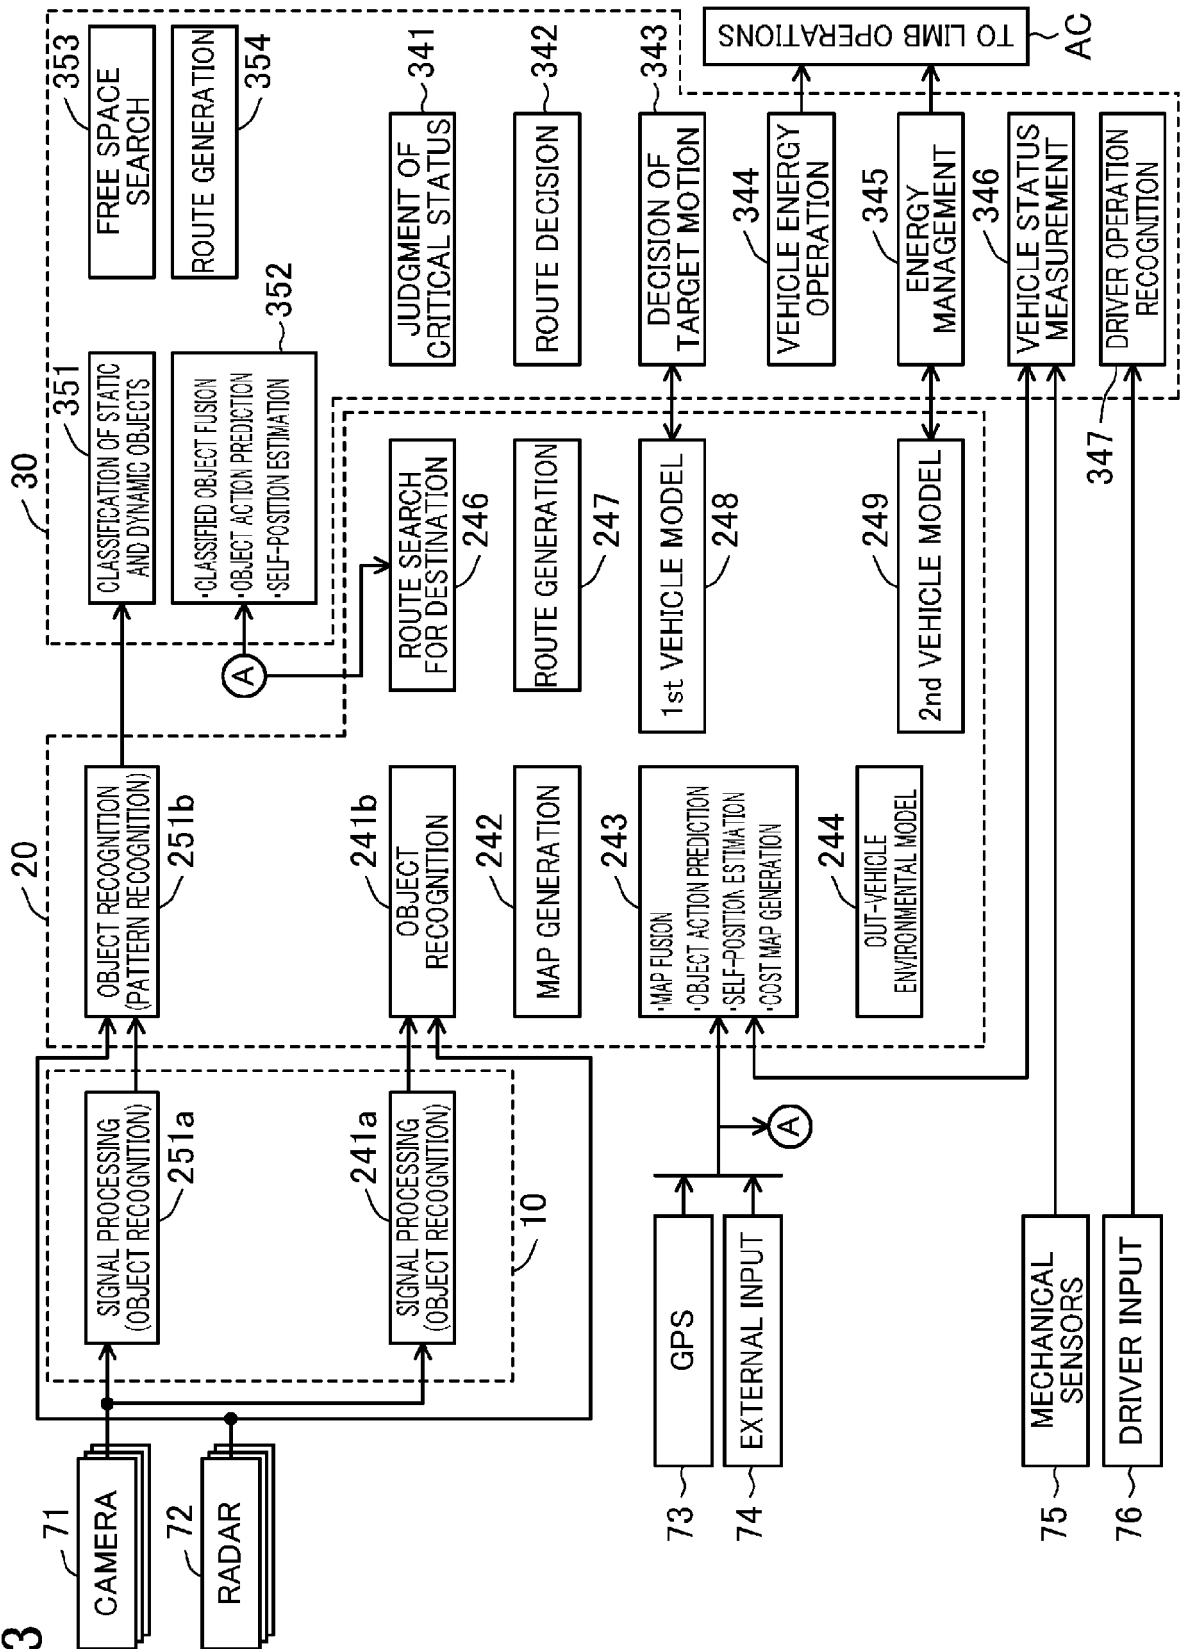 3
71
CAMERA
72
RADAR
73
GPS
74
EXTERNAL INPUT
75
MECHANICAL
SENSORS
76
DRIVER INPUT
10
SIGNAL PROCESSING
(OBJECT RECOGNITION)
251a
SIGNAL PROCESSING
(OBJECT RECOGNITION)
241a
A
20
OBJECT RECOGNITION
(PATTERN RECOGNITION)
251b
OBJECT
RECOGNITION
241b
MAP GENERATION
242
・MAP FUSION
・OBJECT ACTION PREDICTION
・SELF-POSITION ESTIMATION
・COST MAP GENERATION
243
OUT-VEHICLE
ENVIRONMENTAL MODEL
244
A
ROUTE SEARCH
FOR DESTINATION
246
ROUTE GENERATION
247
1st VEHICLE MODEL
248
2nd VEHICLE MODEL
249
30
CLASSIFICATION OF STATIC
AND DYNAMIC OBJECTS
351
・CLASSIFIED OBJECT FUSION
・OBJECT ACTION PREDICTION
・SELF-POSITION ESTIMATION
352
FREE SPACE
SEARCH
353
ROUTE GENERATION
354
JUDGMENT OF
CRITICAL STATUS
341
ROUTE DECISION
342
DECISION OF
TARGET MOTION
343
VEHICLE ENERGY
OPERATION
344
ENERGY
MANAGEMENT
345
VEHICLE STATUS
MEASUREMENT
346
DRIVER OPERATION
RECOGNITION
347
TO LIMB OPERATIONS
AC